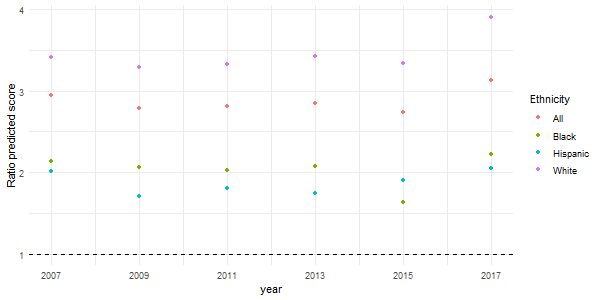 4
3
2
1
Ratio predicted score
2007 2009 2011 2013 2015 2017
year
Ethnicity
All
Black
Hispanic
White